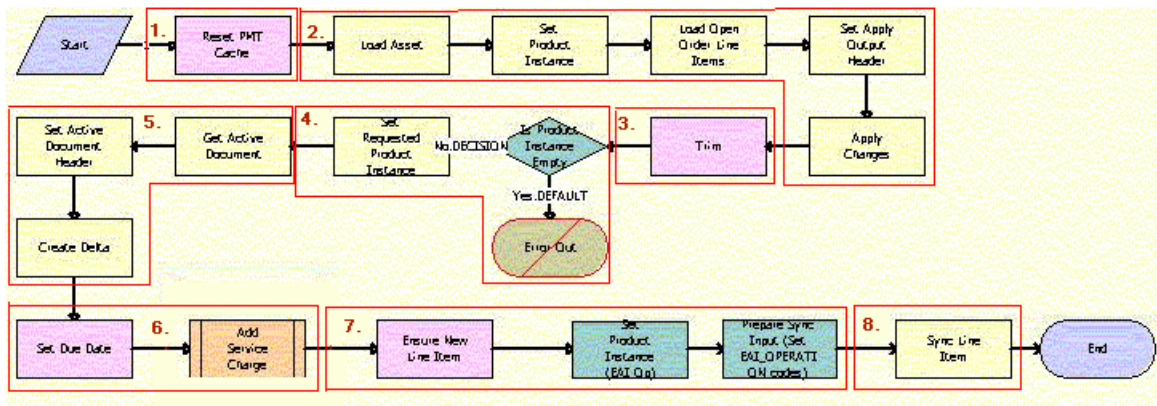 Start
1.
Reset PMT
Cache
2.
Load Asset
Set
Product
Instance
Load Open
Order Line
Items
Set Apply
Output
Header
Set Active
Document
Header
5.
Get Active
Document
4.
Set
Requested
Product
Instance
No.DECISION
Is Product
Instance
Empty
3.
Trim
Apply
Changes
Yes.DEFAULT
Create Delta
Error Out
Set Due Date
6.
Add
Service
Charge
7.
Ensure New
Line Item
Set
Product
Instance
(EAI Op)
Prepare Sync
Input (Set
EAI_OPERATI
ON codes)
8.
Sync Line
Item
End